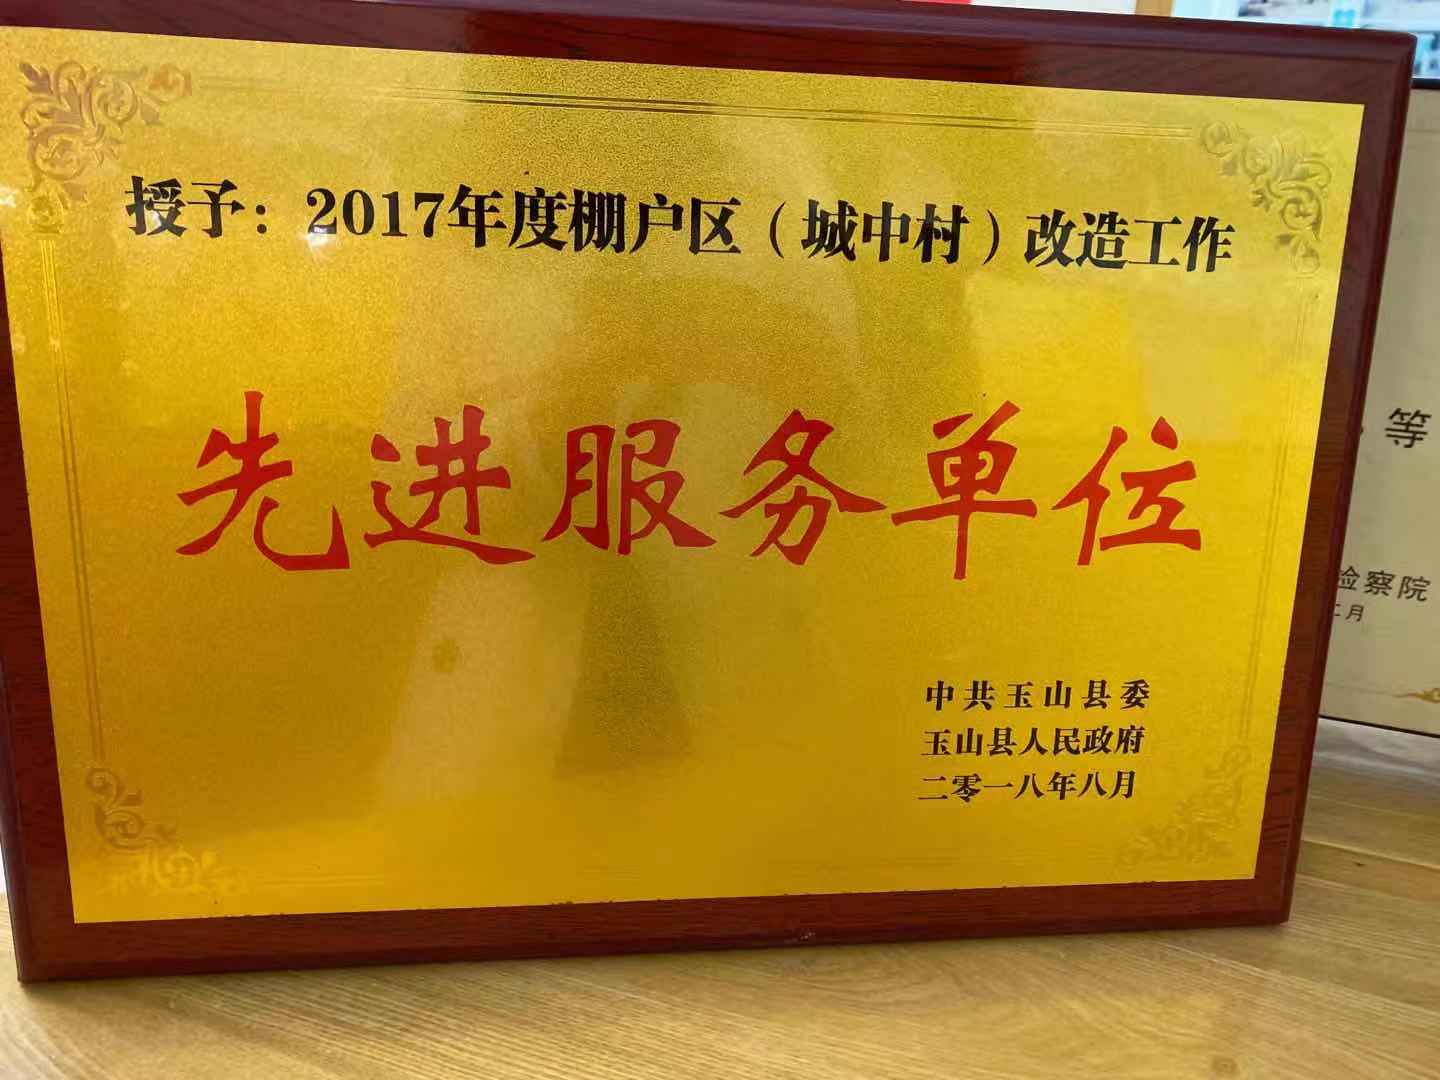 授予：2017年度棚户区（城中村）改造工作
先进服务单位
中共玉山县委
玉山县人民政府
二零一八年八月
等
检察院
月